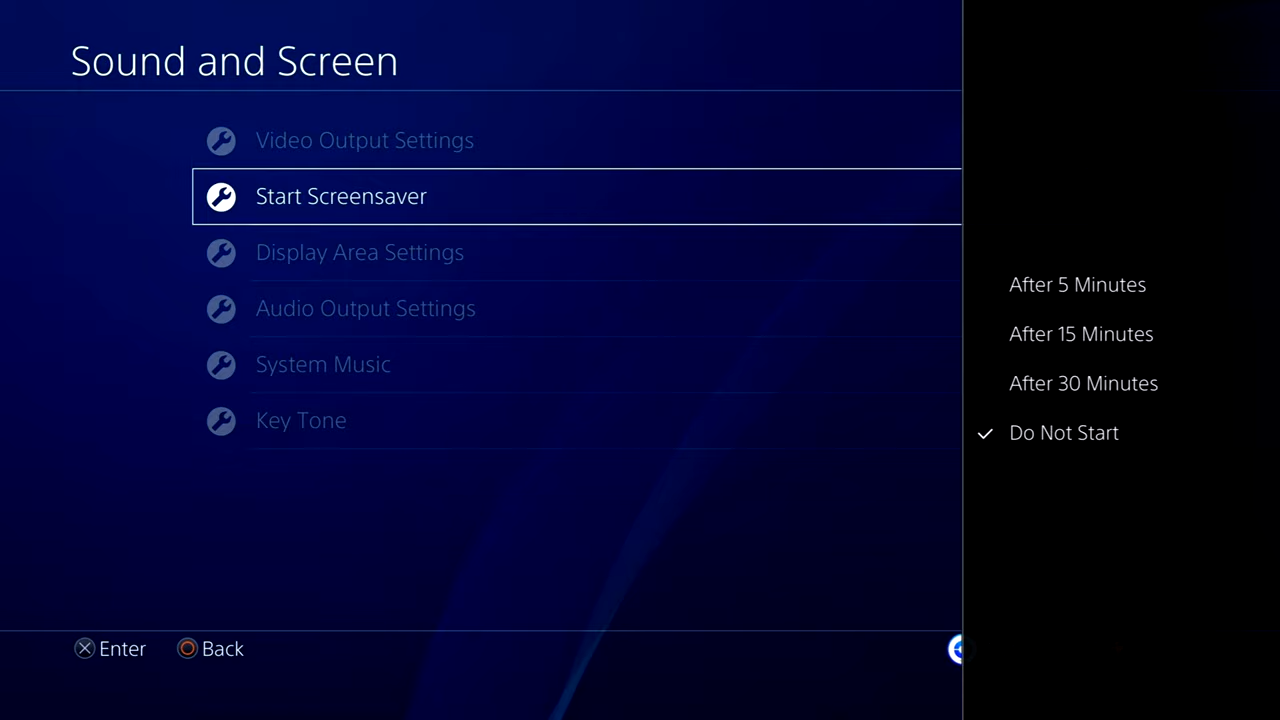 Sound and Screen
Video Output Settings
Start Screensaver
Display Area Settings
Audio Output Settings
System Music
Key Tone
After 5 Minutes
After 15 Minutes
After 30 Minutes
Do Not Start
Enter
Back